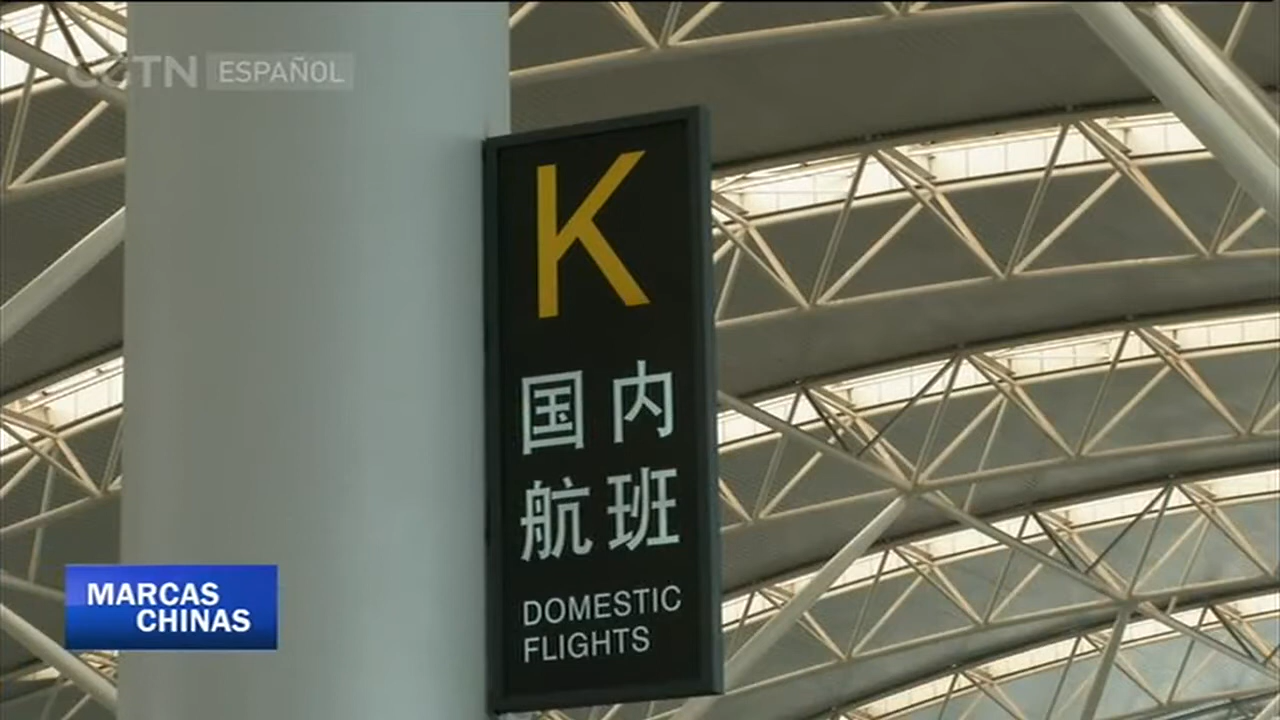 CGTN ESPAÑOL
K
国内
航班
DOMESTIC
FLIGHTS
MARCAS
CHINAS